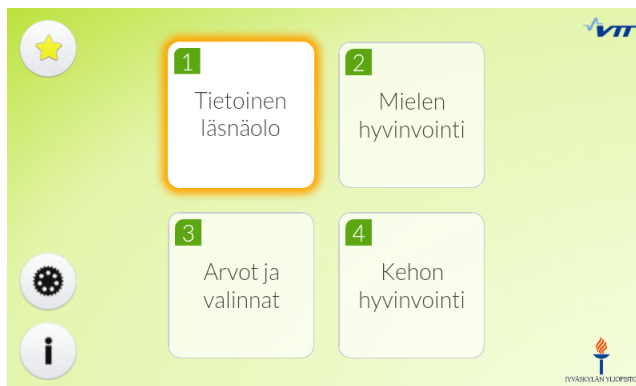 VTT
1
Tietoinen
läsnäolo
2
Mielen
hyvinvointi
3
Arvot ja
valinnat
4
Kehon
hyvinvointi
i
JYVÄSKYLÄN YLIOPISTO